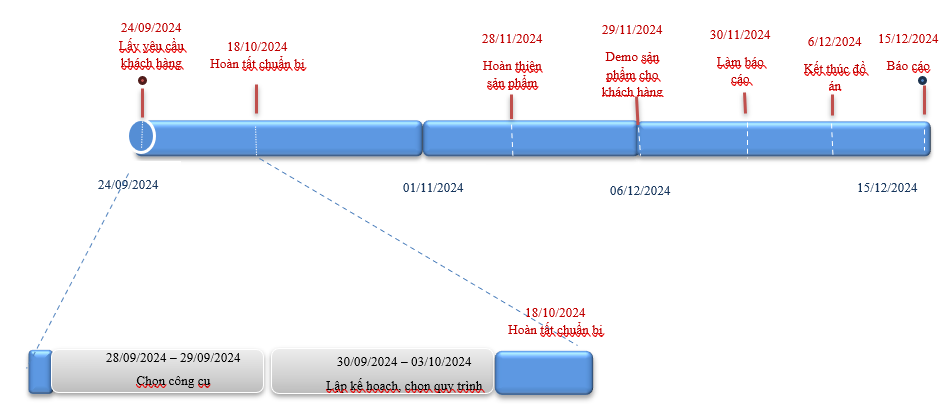 24/09/2024
Lấy yêu cầu
khách hàng
18/10/2024
Hoàn tất chuẩn bị
28/11/2024
Hoàn thiện
sản phẩm
29/11/2024
Demo sản
phẩm cho
khách hàng
30/11/2024
Làm báo
cáo
6/12/2024
Kết thúc đồ
án
15/12/2024
Báo cáo
24/09/2024
01/11/2024
06/12/2024
15/12/2024
18/10/2024
Hoàn tất chuẩn bị
28/09/2024 – 29/09/2024
Chọn công cụ
30/09/2024 – 03/10/2024
Lập kế hoạch, chọn quy trình